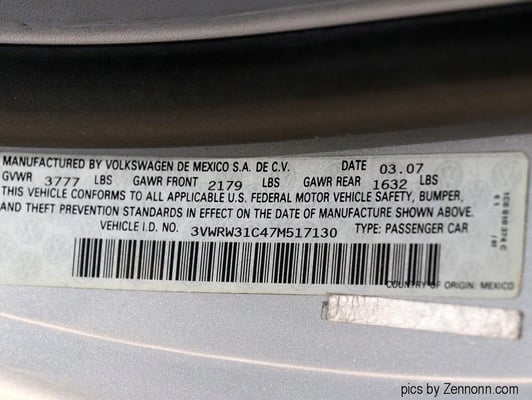 MANUFACTURED BY VOLKSWAGEN DE MEXICO S.A. DE C.V. DATE 03.07
GVWR 3777 LBS GAWR FRONT 2179 LBS GAWR REAR 1632 LBS
THIS VEHICLE CONFORMS TO ALL APPLICABLE U.S. FEDERAL MOTOR VEHICLE SAFETY, BUMPER,
AND THEFT PREVENTION STANDARDS IN EFFECT ON THE DATE OF MANUFACTURE SHOWN ABOVE.
VEHICLE I.D. NO. 3VWRW31C47M517130 TYPE: PASSENGER CAR
COUNTRY OF ORIGIN: MEXICO
pics by Zennonn.com